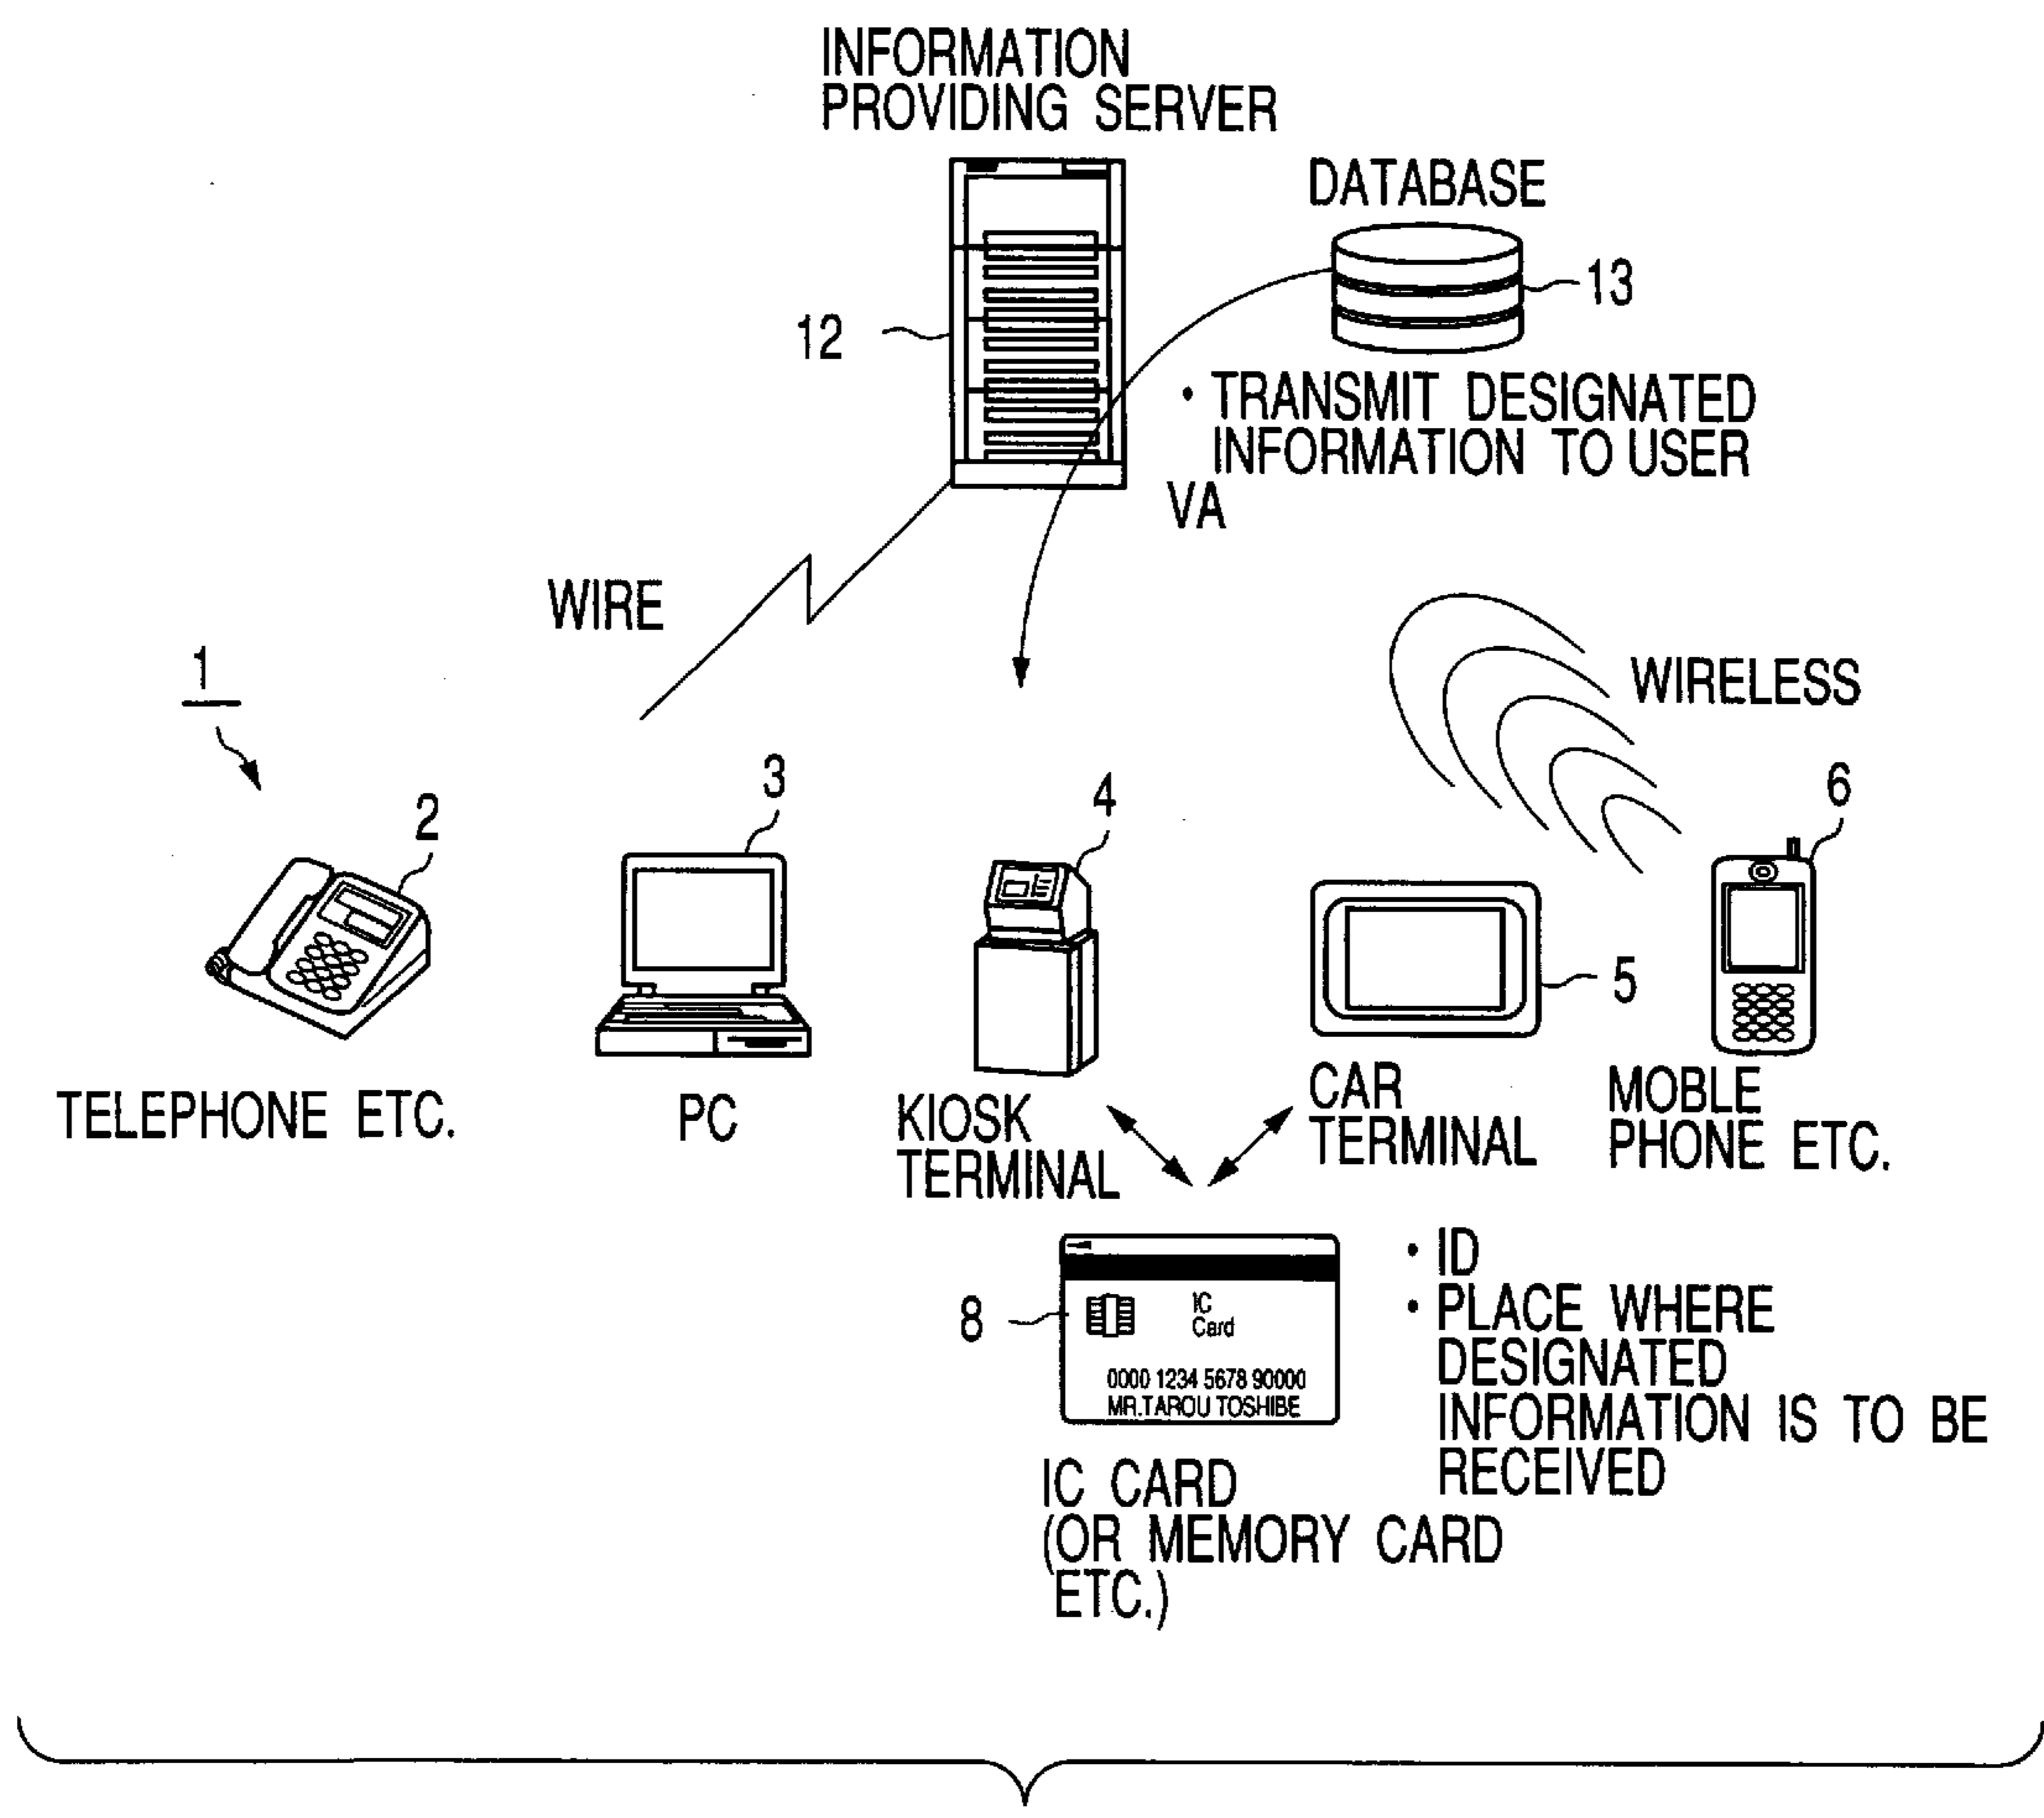 INFORMATION
PROVIDING SERVER
DATABASE
12
13
• TRANSMIT DESIGNATED
INFORMATION TO USER
VA
WIRE
WIRELESS
1
2
3
4
5
6
TELEPHONE ETC.
PC
KIOSK
TERMINAL
CAR
TERMINAL
MOBLE
PHONE ETC.
8
IC
Card
0000 1234 5678 90000
MR.TAROU TOSHIBE
• ID
• PLACE WHERE
DESIGNATED
INFORMATION IS TO BE
RECEIVED
IC CARD
(OR MEMORY CARD
ETC.)